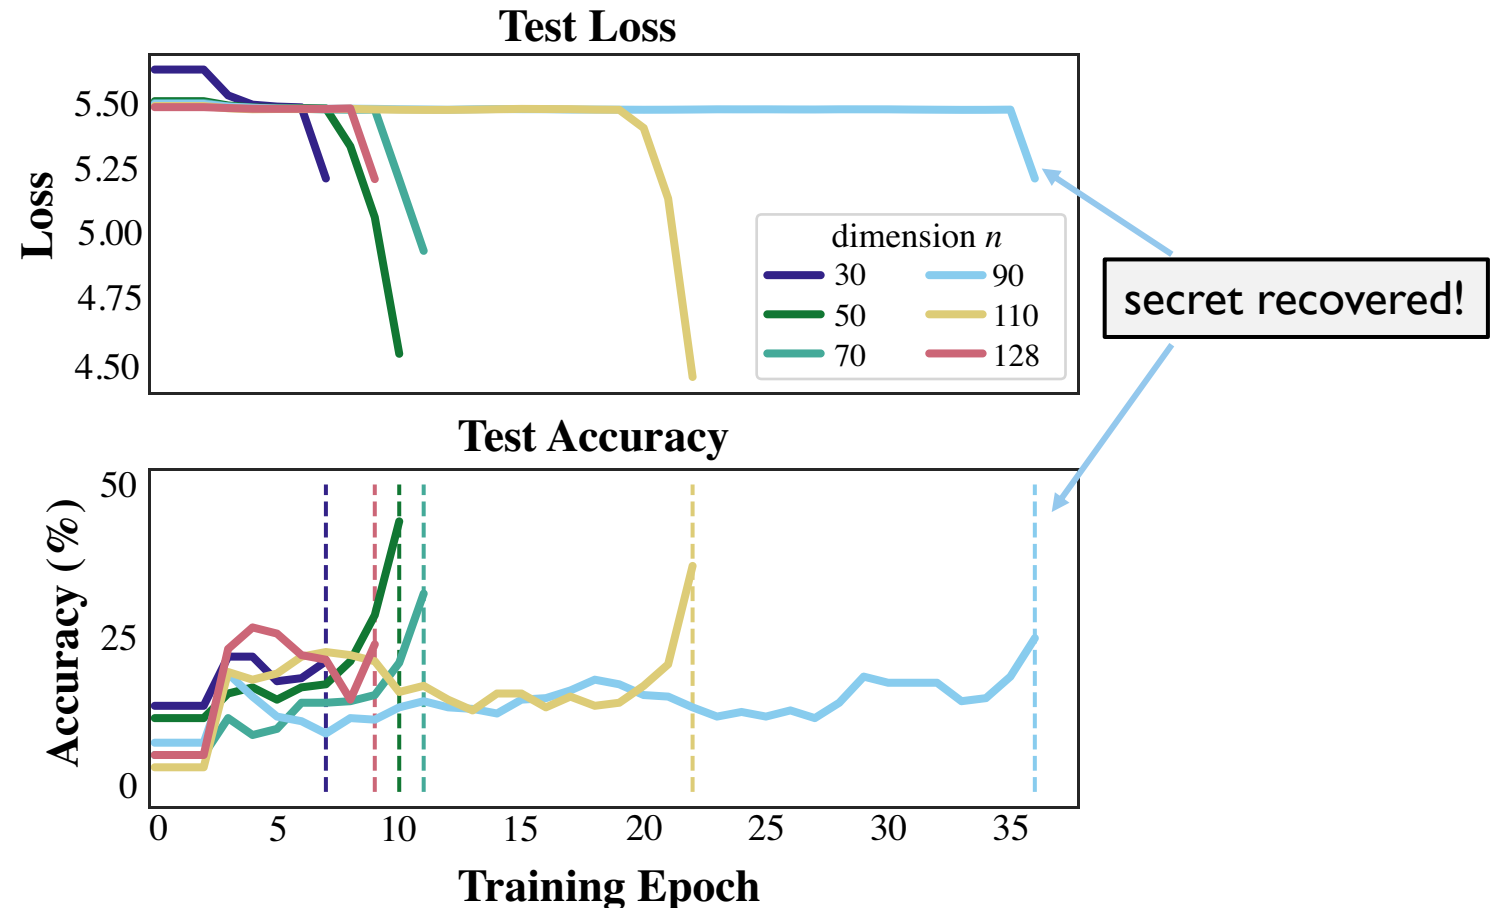 Test Loss
5.50
5.25
5.00
4.75
4.50
Loss
dimension n
30
90
50
110
70
128
secret recovered!
Test Accuracy
50
25
0
Accuracy (%)
0 5 10 15 20 25 30 35
Training Epoch